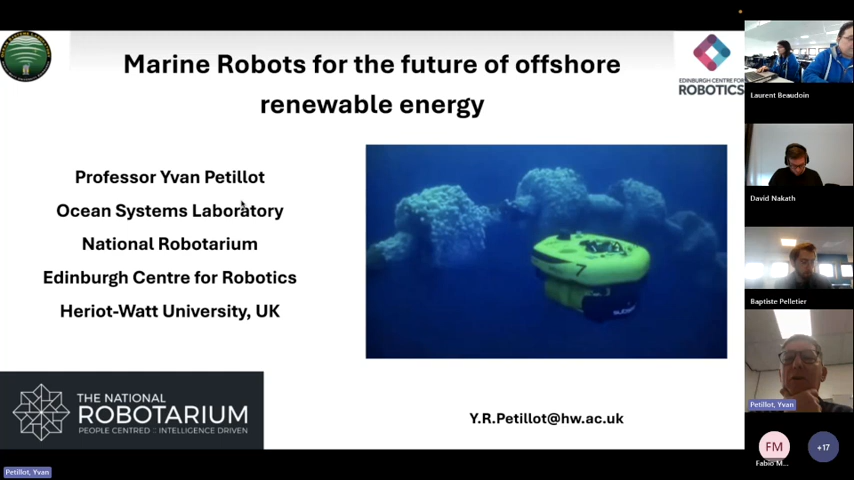 Marine Robots for the future of offshore
renewable energy
EDINBURGH CENTRE FOR
ROBOTICS
Professor Yvan Petillot
Ocean Systems Laboratory
National Robotarium
Edinburgh Centre for Robotics
Heriot-Watt University, UK
7
THE NATIONAL
ROBOTARIUM
PEOPLE CENTRED :: INTELLIGENCE DRIVEN
Y.R.Petillot@hw.ac.uk
Petillot, Yvan
Laurent Beaudoin
David Nakath
Baptiste Pelletier
Petillot, Yvan
FM
Fabio M...
+17